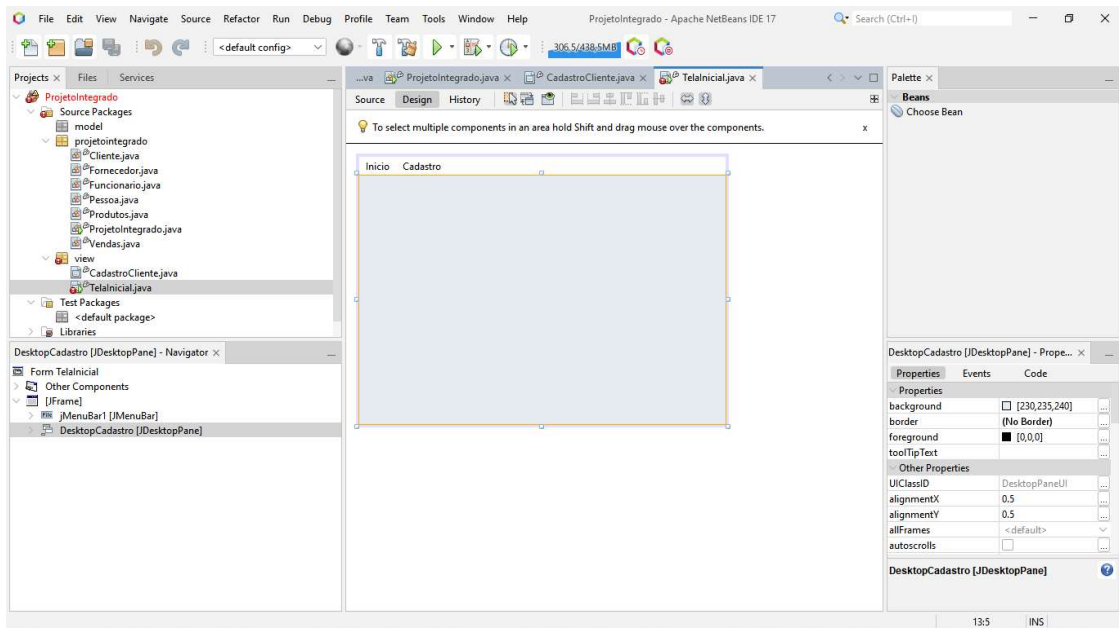 File Edit View Navigate Source Refactor Run Debug Profile Team Tools Window Help ProjetoIntegrado - Apache NetBeans IDE 17 Search (Ctrl+I)
<default config> 306.5/438.5MB
Projects Files Services
ProjetoIntegrado
Source Packages
model
projetointegrado
Cliente.java
Fornecedor.java
Funcionario.java
Pessoa.java
Produtos.java
ProjetoIntegrado.java
Vendas.java
view
CadastroCliente.java
TelaInicial.java
Test Packages
<default package>
Libraries
DesktopCadastro [JDesktopPane] - Navigator
Form TelaInicial
Other Components
[JFrame]
jMenuBar1 [JMenuBar]
DesktopCadastro [JDesktopPane]
...va ProjetoIntegrado.java CadastroCliente.java TelaInicial.java
Source Design History
To select multiple components in an area hold Shift and drag mouse over the components. x
Inicio Cadastro
Palette
Beans
Choose Bean
DesktopCadastro [JDesktopPane] - Prope...
Properties Events Code
Properties
background [230,235,240] ...
border (No Border) ...
foreground [0,0,0] ...
toolTipText ...
Other Properties
UIClassID DesktopPaneUI ...
alignmentX 0.5 ...
alignmentY 0.5 ...
allFrames <default>
autoscrolls ...
DesktopCadastro [JDesktopPane]
13:5 INS